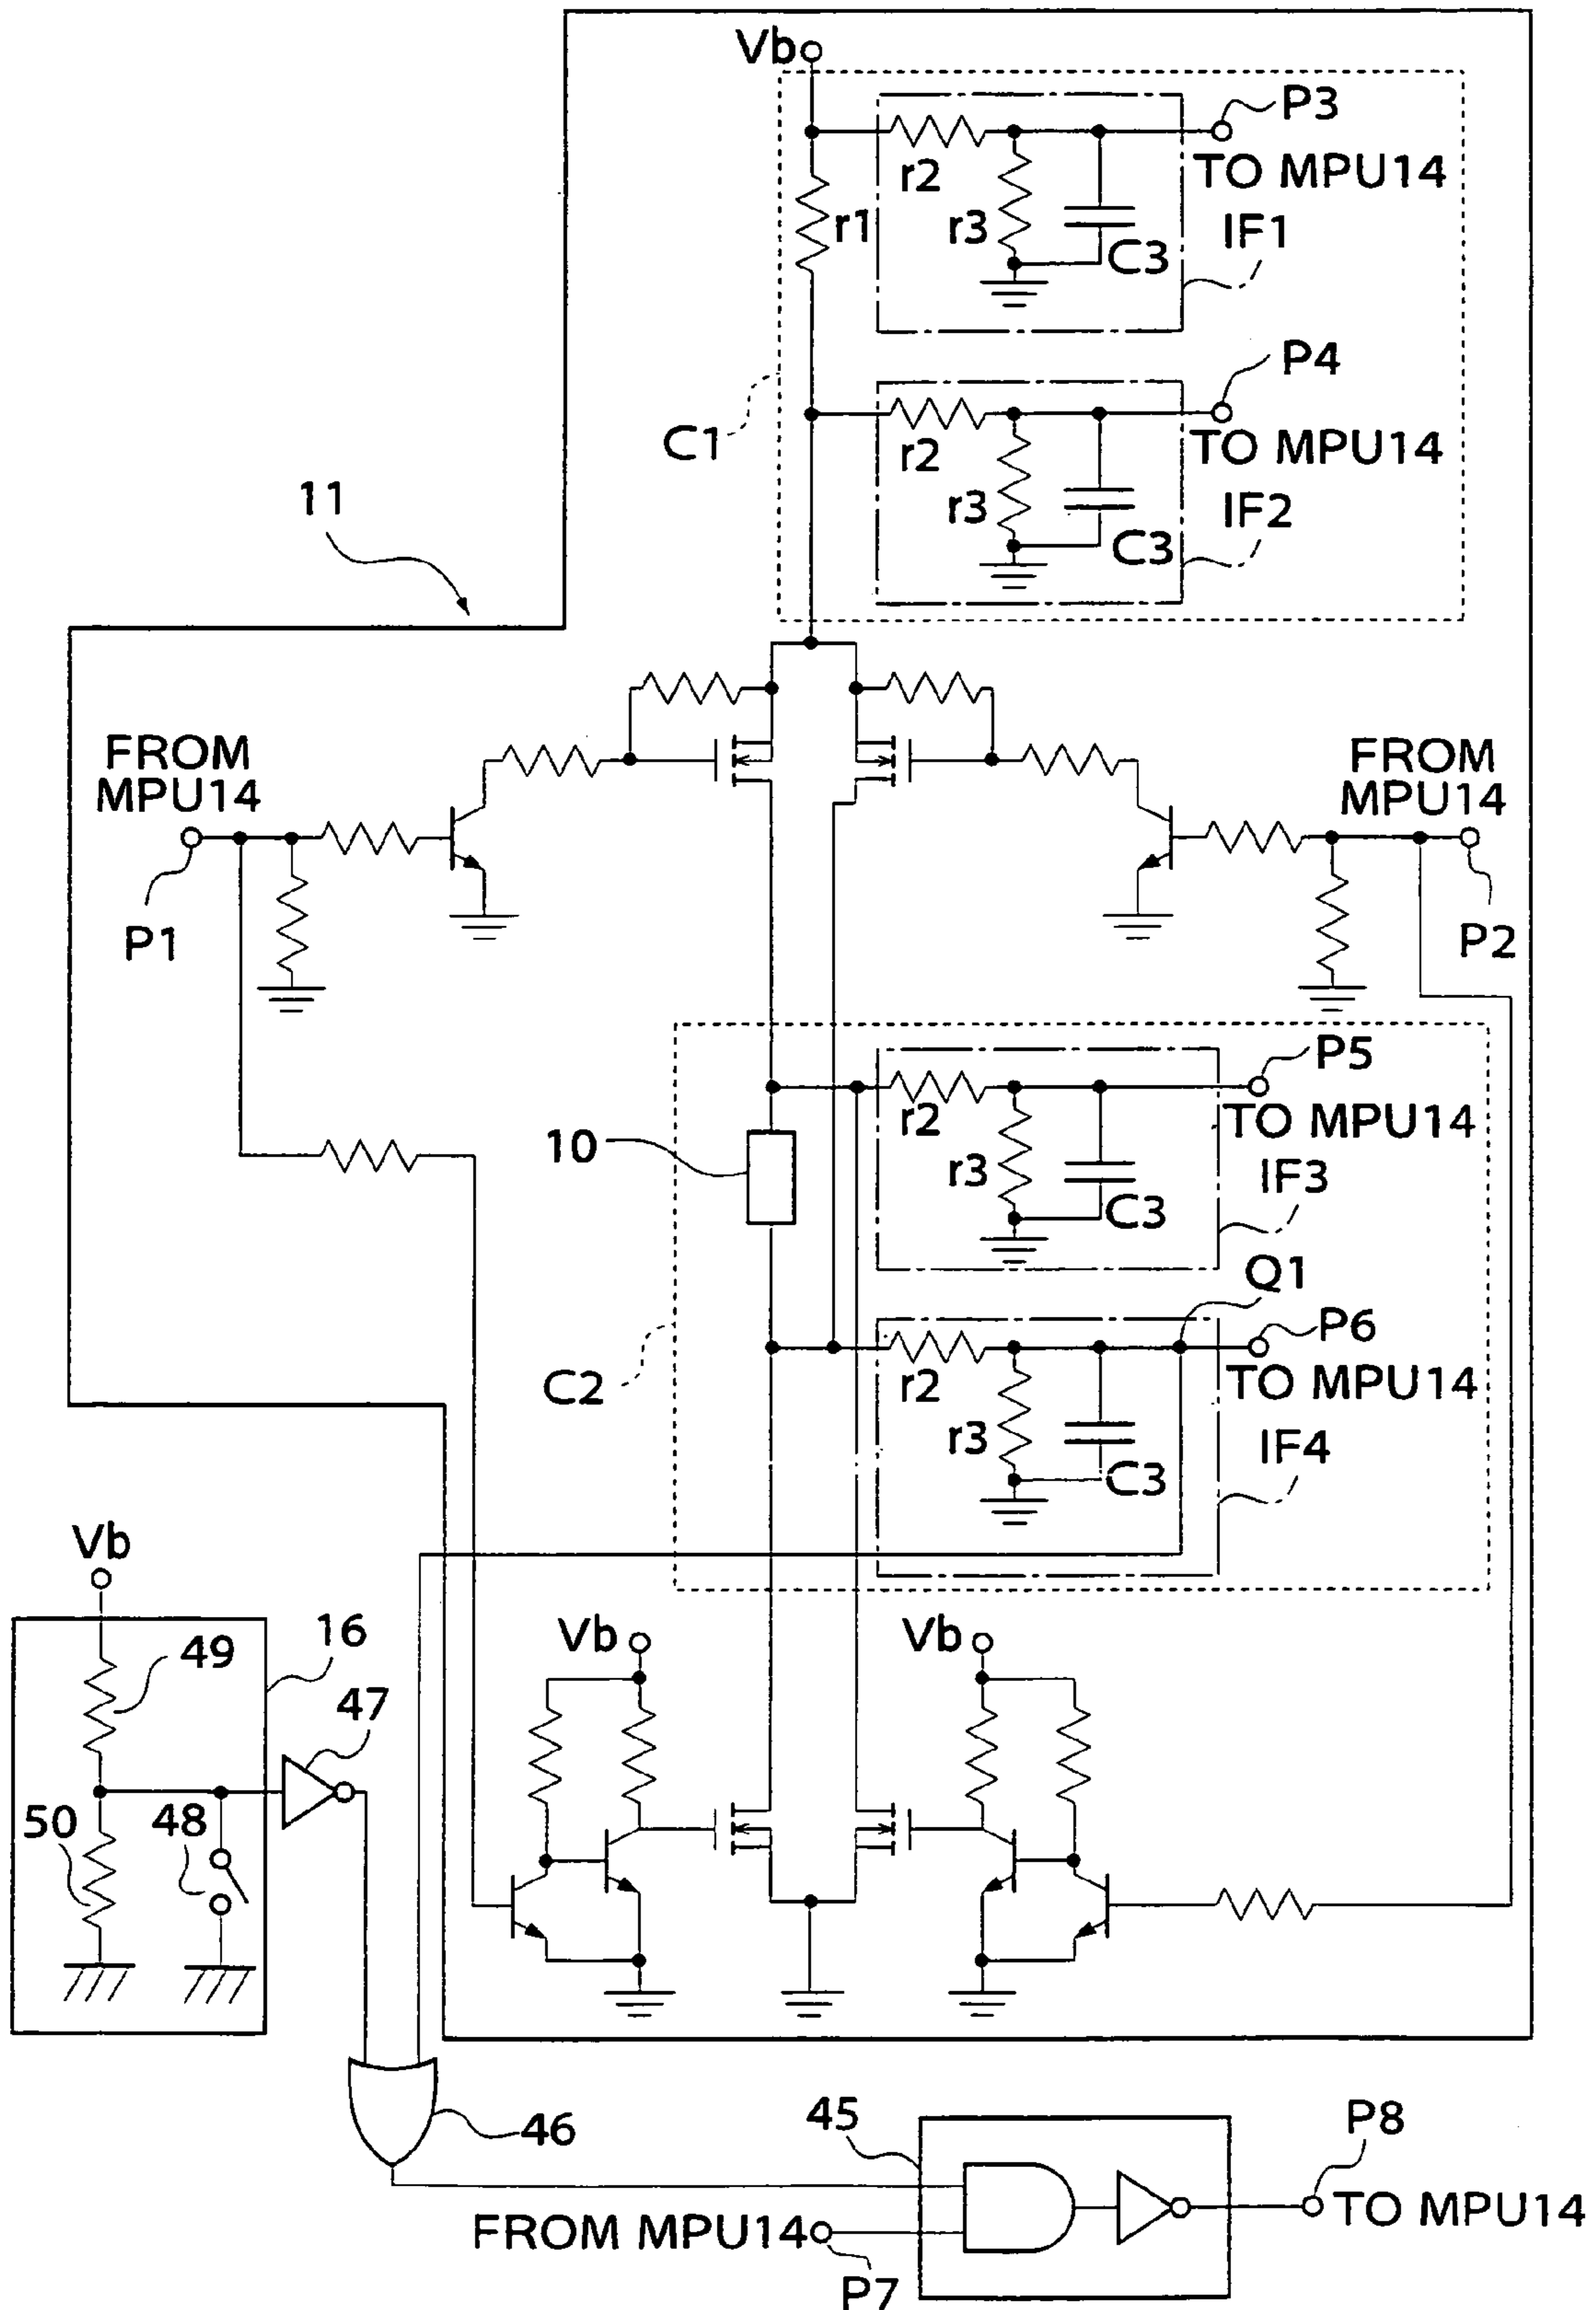 Vb
P3
TO MPU14
r2
r1
r3
C3
IF1
P4
C1
r2
TO MPU14
r3
C3
IF2
11
FROM
MPU14
FROM
MPU14
P1
P2
P5
r2
TO MPU14
10
r3
C3
IF3
Q1
P6
C2
r2
TO MPU14
r3
C3
IF4
Vb
Vb
Vb
49
16
47
50
48
46
45
P8
FROM MPU14
TO MPU14
P7